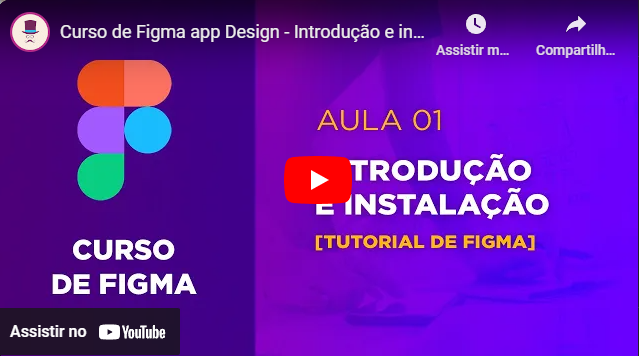 Curso de Figma app Design - Introdução e in...
Assistir m...
Compartilh...
AULA 01
INTRODUÇÃO
E INSTALAÇÃO
[TUTORIAL DE FIGMA]
CURSO
DE FIGMA
Assistir no YouTube